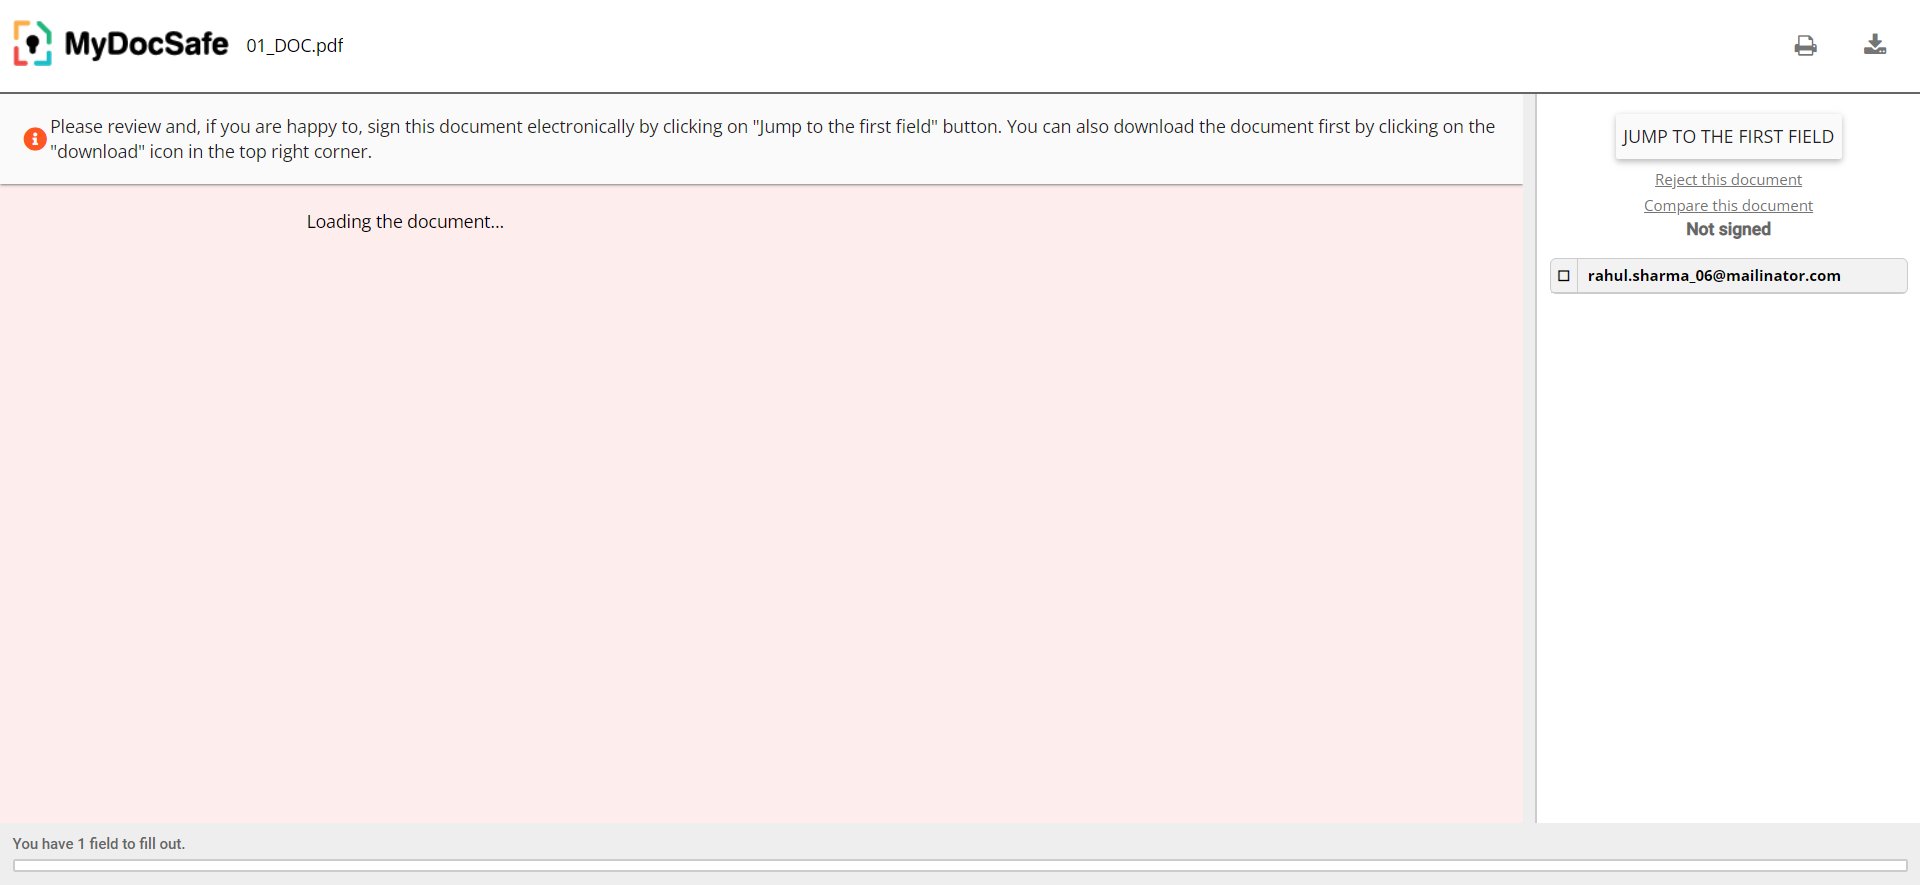 MyDocSafe 01_DOC.pdf
Please review and, if you are happy to, sign this document electronically by clicking on "Jump to the first field" button. You can also download the document first by clicking on the
"download" icon in the top right corner.
Loading the document...
JUMP TO THE FIRST FIELD
Reject this document
Compare this document
Not signed
rahul.sharma_06@mailinator.com
You have 1 field to fill out.